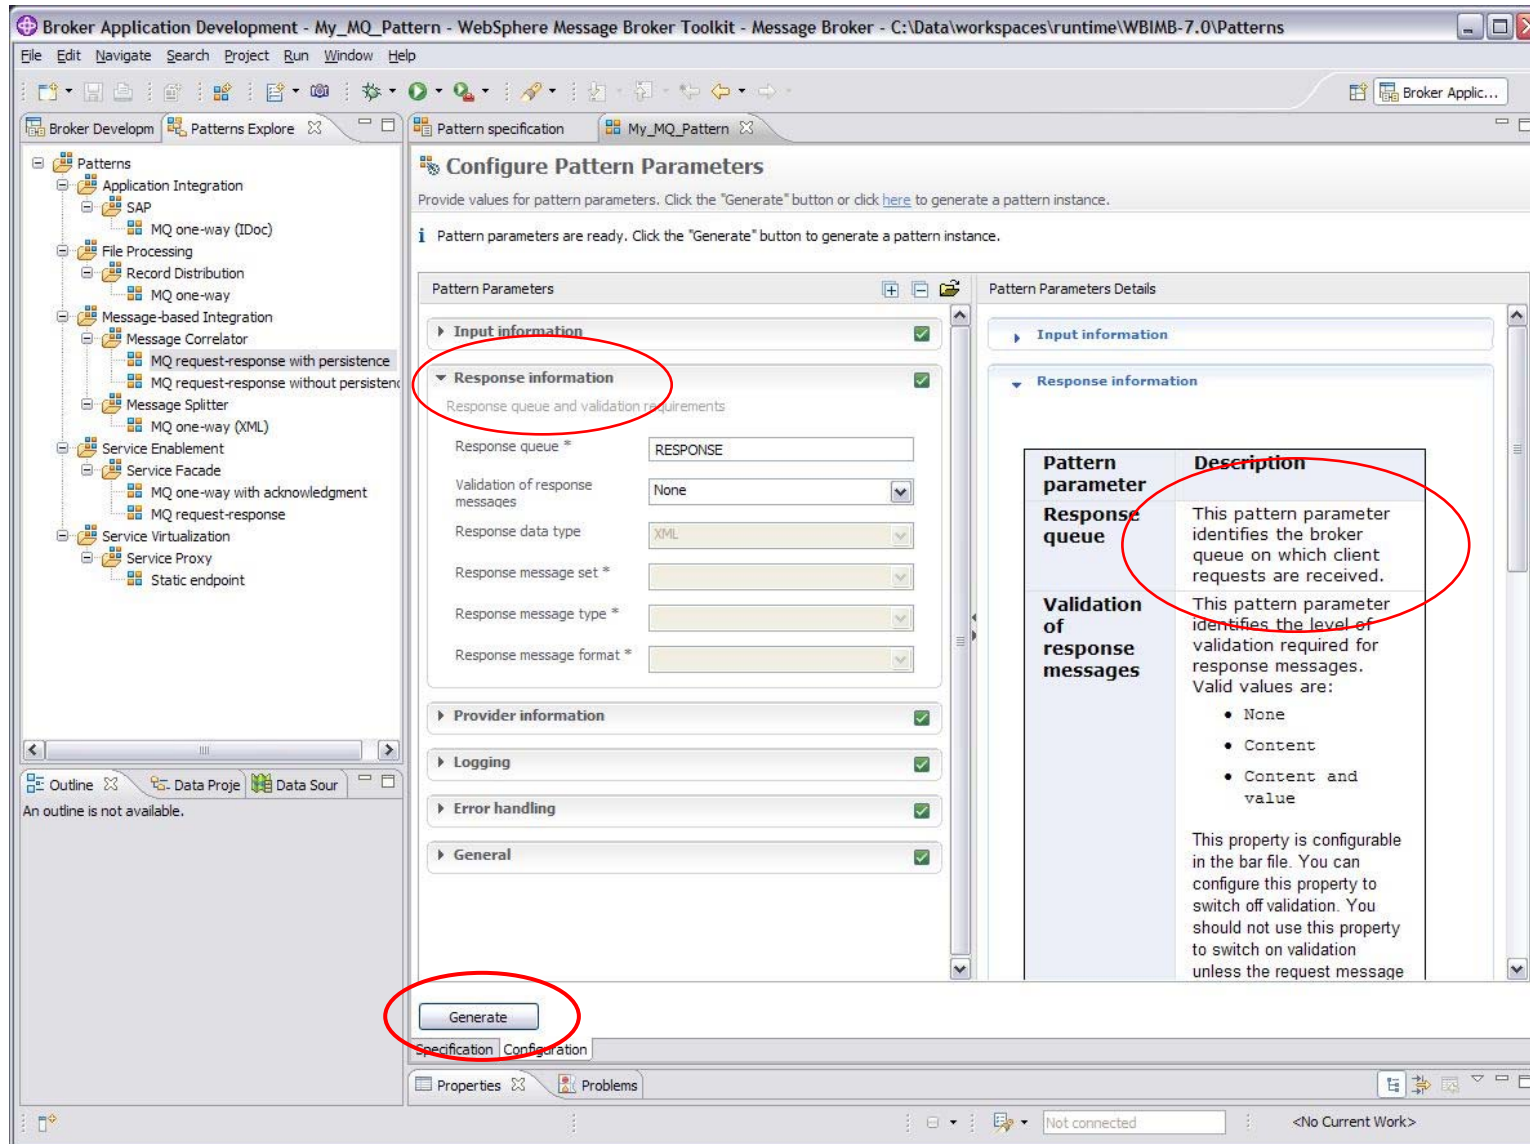 Broker Application Development - My_MQ_Pattern - WebSphere Message Broker Toolkit - Message Broker - C:\Data\workspaces\runtime\WBIMB-7.0\Patterns
File Edit Navigate Search Project Run Window Help
Broker Applic...
Broker Developm
Patterns Explore
Pattern specification
My_MQ_Pattern
Patterns
Application Integration
SAP
MQ one-way (IDoc)
File Processing
Record Distribution
MQ one-way
Message-based Integration
Message Correlator
MQ request-response with persistence
MQ request-response without persistenc
Message Splitter
MQ one-way (XML)
Service Enablement
Service Facade
MQ one-way with acknowledgment
MQ request-response
Service Virtualization
Service Proxy
Static endpoint
Outline
Data Proje
Data Sour
An outline is not available.
Configure Pattern Parameters
Provide values for pattern parameters. Click the "Generate" button or click here to generate a pattern instance.
i Pattern parameters are ready. Click the "Generate" button to generate a pattern instance.
Pattern Parameters
Input information
Response information
Response queue and validation requirements
Response queue *
RESPONSE
Validation of response
messages
None
Response data type
XML
Response message set *
Response message type *
Response message format *
Provider information
Logging
Error handling
General
Pattern Parameters Details
Input information
Response information
Pattern
parameter
Description
Response
queue
This pattern parameter
identifies the broker
queue on which client
requests are received.
Validation
of
response
messages
This pattern parameter
identifies the level of
validation required for
response messages.
Valid values are:
• None
• Content
• Content and
value
This property is configurable
in the bar file. You can
configure this property to
switch off validation. You
should not use this property
to switch on validation
unless the request message
Generate
Specification
Configuration
Properties
Problems
Not connected
<No Current Work>